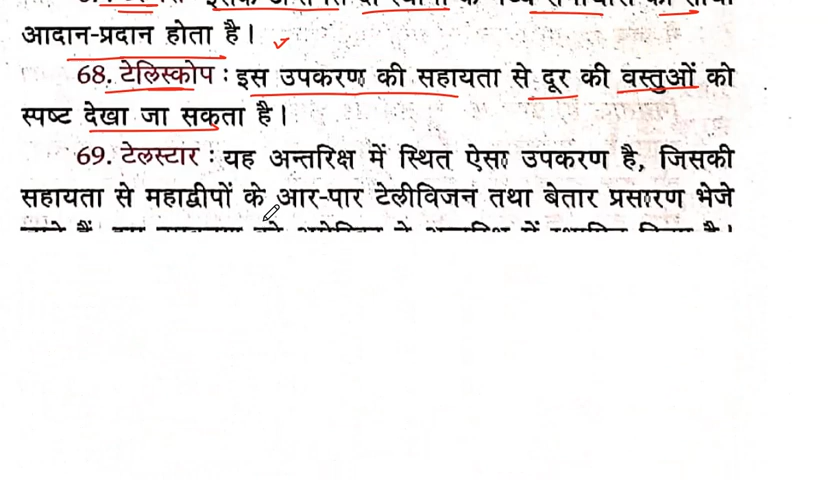 आदान-प्रदान होता है।
68. टेलिस्कोप : इस उपकरण की सहायता से दूर की वस्तुओं को
स्पष्ट देखा जा सकता है।
69. टेलस्टार : यह अन्तरिक्ष में स्थित ऐसा उपकरण है, जिसकी
सहायता से महाद्वीपों के आर-पार टेलीविजन तथा बेतार प्रसारण भेजे